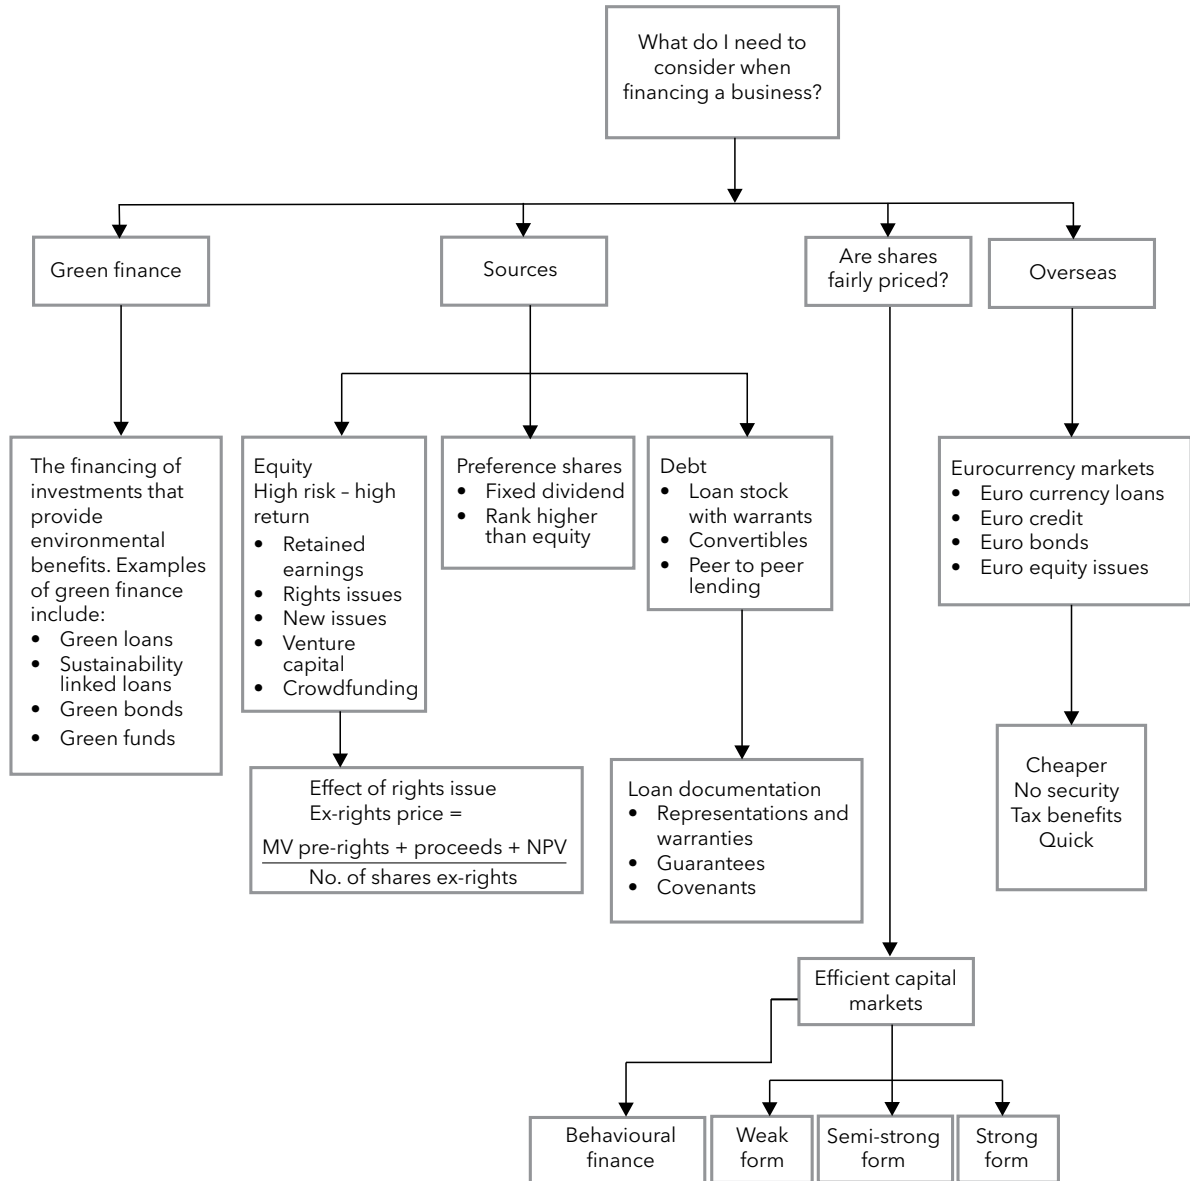 What do I need to
consider when
financing a business?
Green finance
Sources
Are shares
fairly priced?
Overseas
The financing of
investments that
provide
environmental
benefits. Examples
of green finance
include:
• Green loans
• Sustainability
linked loans
• Green bonds
• Green funds
Equity
High risk – high
return
• Retained
earnings
• Rights issues
• New issues
• Venture
capital
• Crowdfunding
Preference shares
• Fixed dividend
• Rank higher
than equity
Debt
• Loan stock
with warrants
• Convertibles
• Peer to peer
lending
Eurocurrency markets
• Euro currency loans
• Euro credit
• Euro bonds
• Euro equity issues
Effect of rights issue
Ex-rights price =
MV pre-rights + proceeds + NPV
No. of shares ex-rights
Loan documentation
• Representations and
warranties
• Guarantees
• Covenants
Cheaper
No security
Tax benefits
Quick
Efficient capital
markets
Behavioural
finance
Weak
form
Semi-strong
form
Strong
form